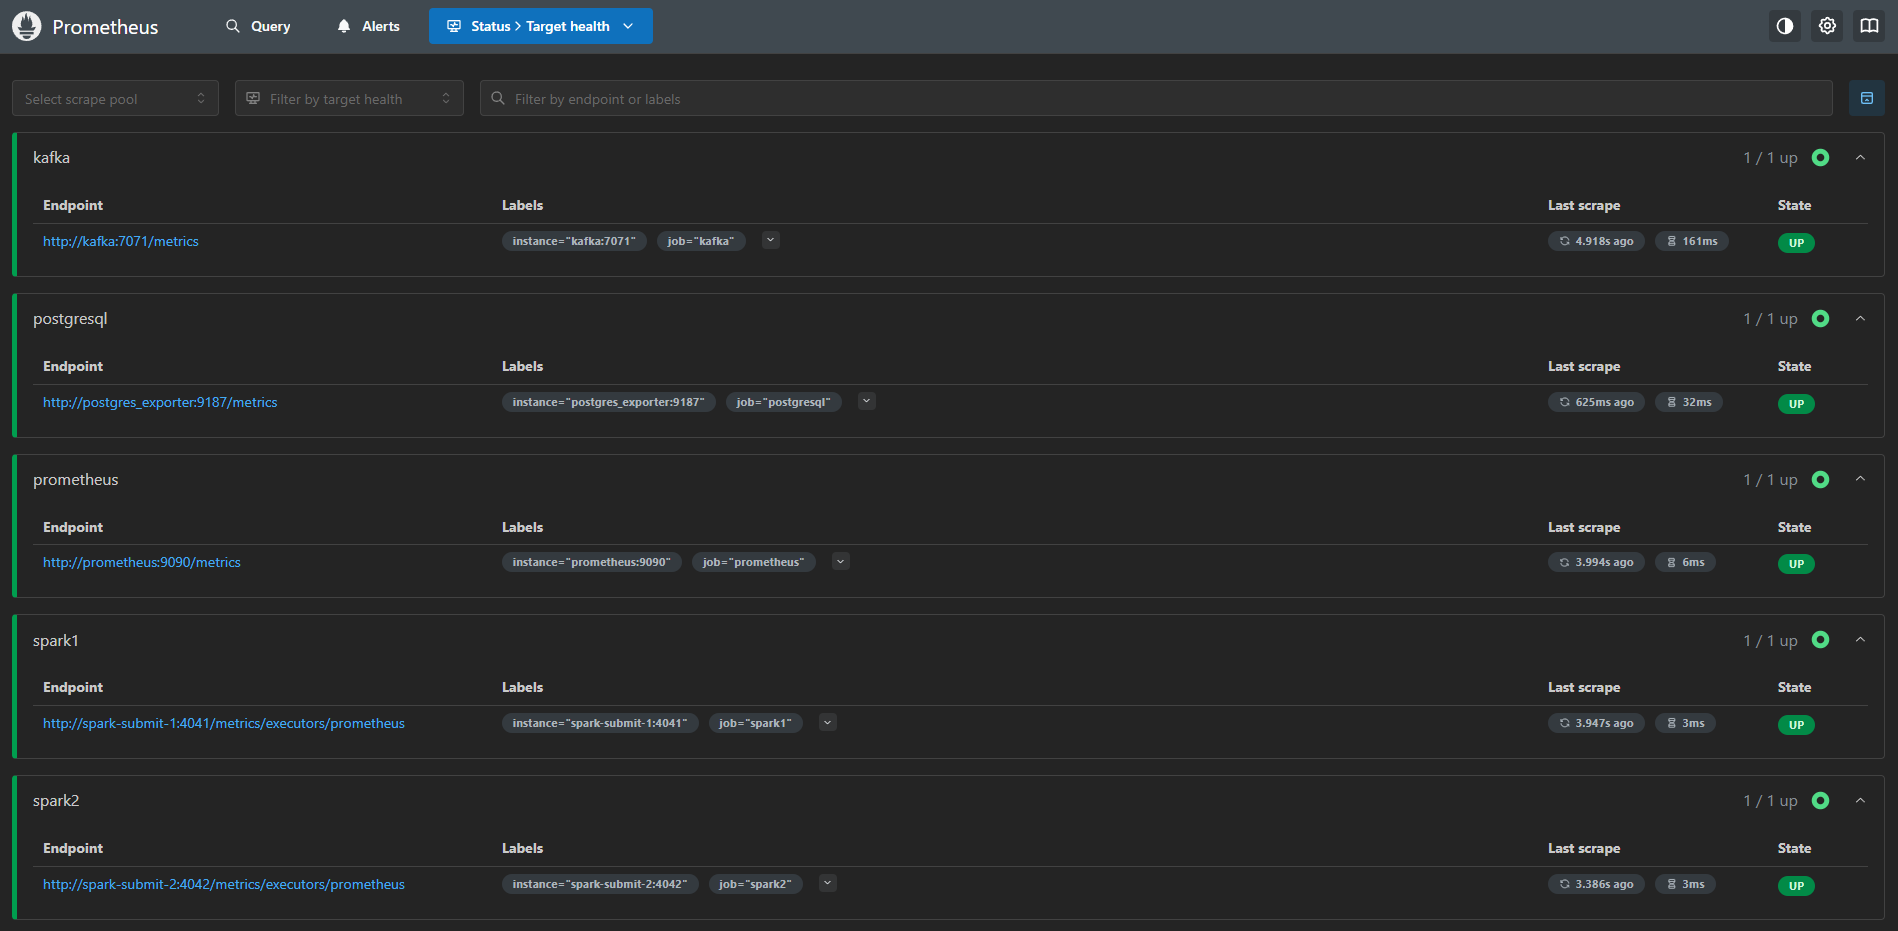 Prometheus Query Alerts Status > Target health
Select scrape pool Filter by target health Filter by endpoint or labels
kafka 1 / 1 up
Endpoint Labels Last scrape State
http://kafka:7071/metrics instance="kafka:7071" job="kafka" 4.918s ago 161ms UP
postgresql 1 / 1 up
Endpoint Labels Last scrape State
http://postgres_exporter:9187/metrics instance="postgres_exporter:9187" job="postgresql" 625ms ago 32ms UP
prometheus 1 / 1 up
Endpoint Labels Last scrape State
http://prometheus:9090/metrics instance="prometheus:9090" job="prometheus" 3.994s ago 6ms UP
spark1 1 / 1 up
Endpoint Labels Last scrape State
http://spark-submit-1:4041/metrics/executors/prometheus instance="spark-submit-1:4041" job="spark1" 3.947s ago 3ms UP
spark2 1 / 1 up
Endpoint Labels Last scrape State
http://spark-submit-2:4042/metrics/executors/prometheus instance="spark-submit-2:4042" job="spark2" 3.386s ago 3ms UP